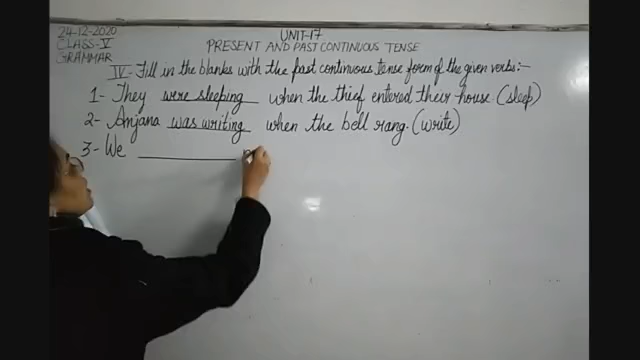 24-12-2020
CLASS-V
GRAMMAR
UNIT-17
PRESENT AND PAST CONTINUOUS TENSE
IV- Fill in the blanks with the past continuous tense form of the given verbs:-
1- They were sleeping when the thief entered their house. (sleep)
2- Anjana was writing when the bell rang. (write)
3- We